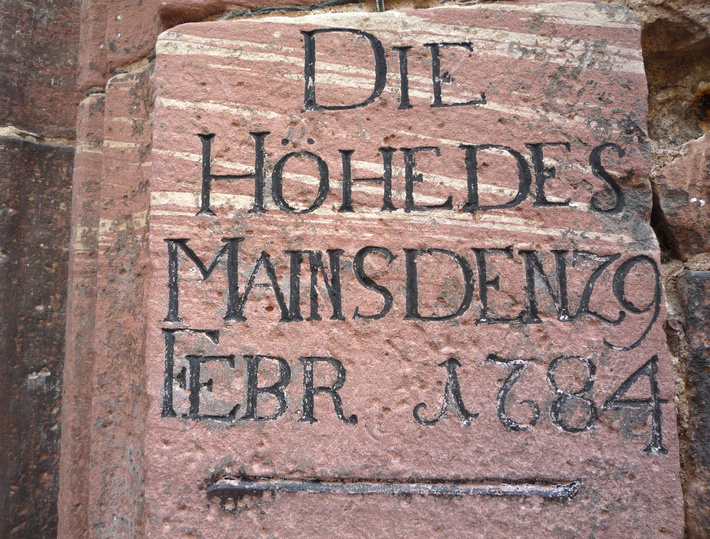 DIE
HÖHE DES
MAINS DEN 29
FEBR 1784